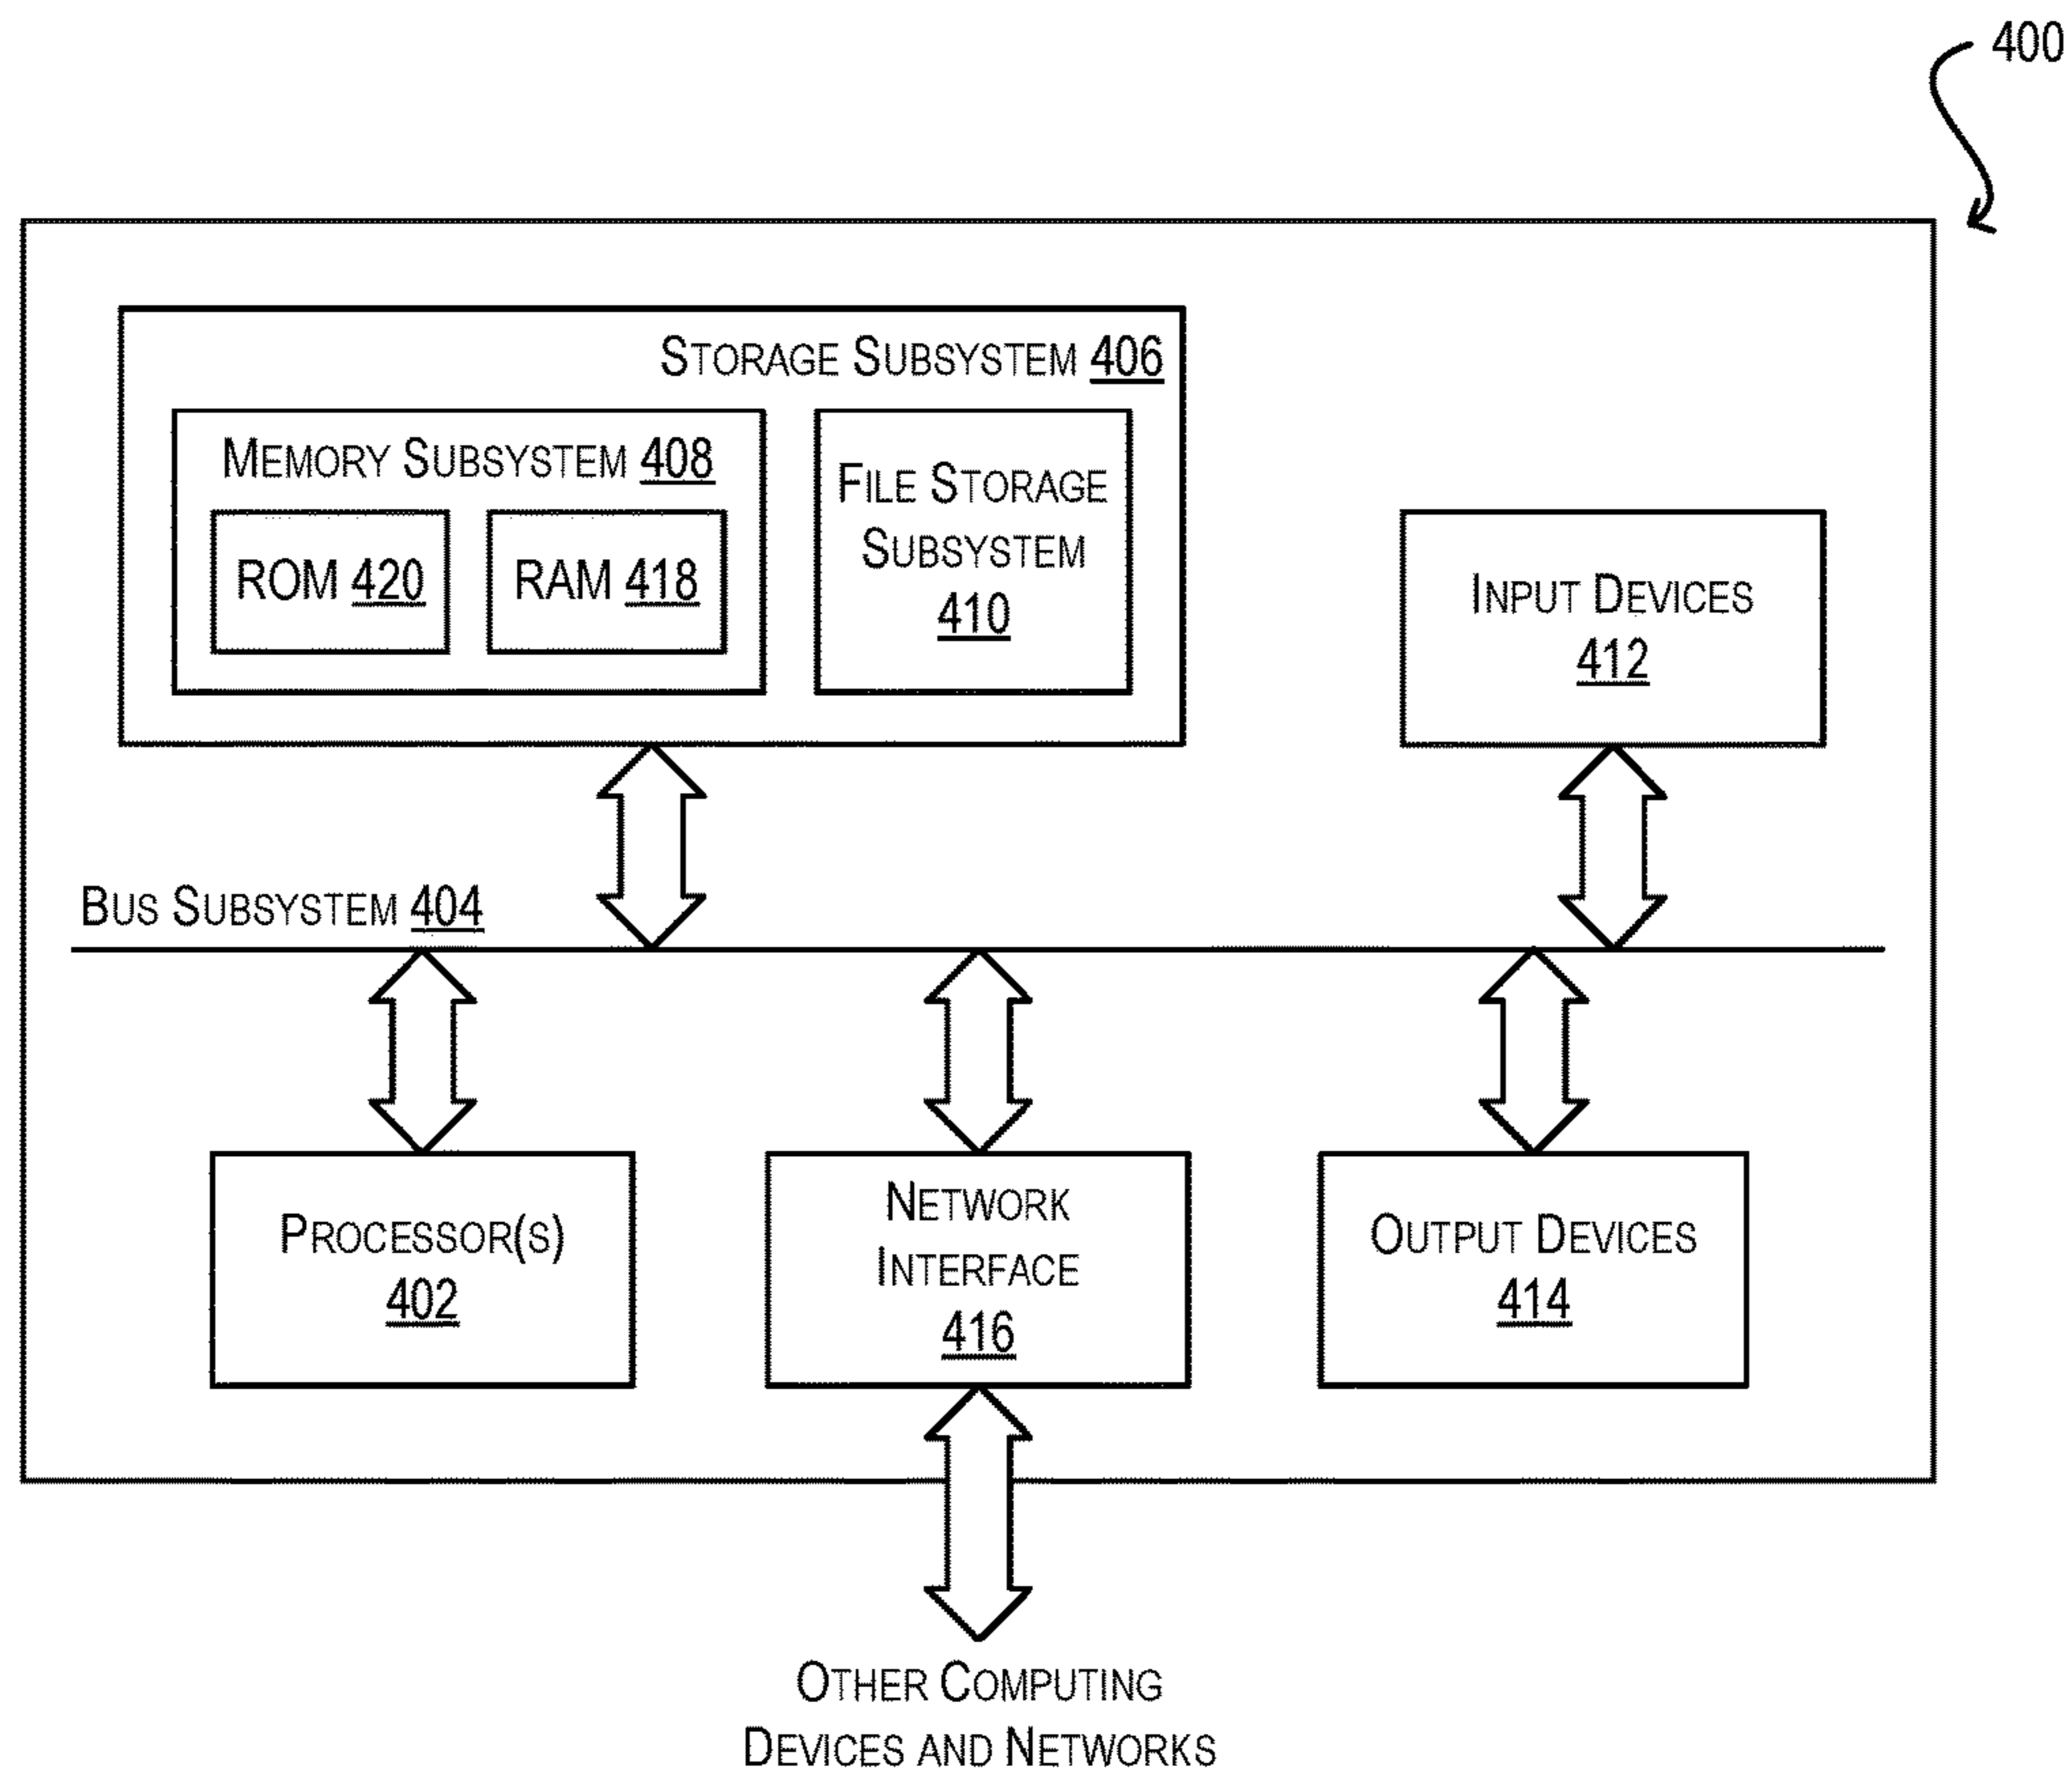 400
Storage Subsystem 406
Memory Subsystem 408
ROM 420
RAM 418
File Storage
Subsystem
410
Input Devices
412
Bus Subsystem 404
Processor(s)
402
Network
Interface
416
Output Devices
414
Other Computing
Devices and Networks